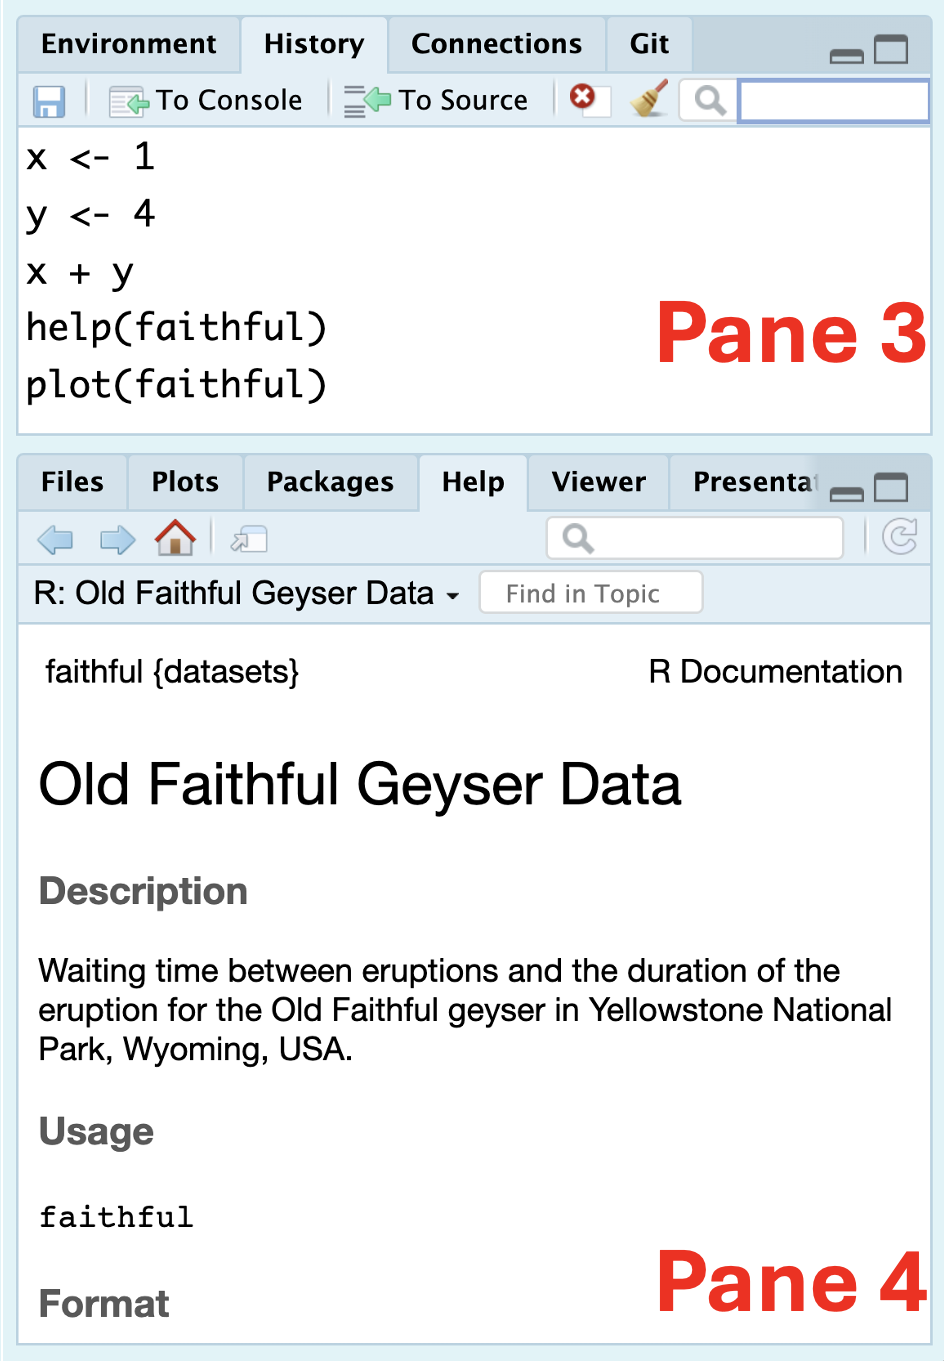 Environment History Connections Git
To Console To Source
x <- 1
y <- 4
x + y
help(faithful)
plot(faithful)
Pane 3
Files Plots Packages Help Viewer Presentat
R: Old Faithful Geyser Data Find in Topic
faithful {datasets} R Documentation
Old Faithful Geyser Data
Description
Waiting time between eruptions and the duration of the
eruption for the Old Faithful geyser in Yellowstone National
Park, Wyoming, USA.
Usage
faithful
Pane 4
Format